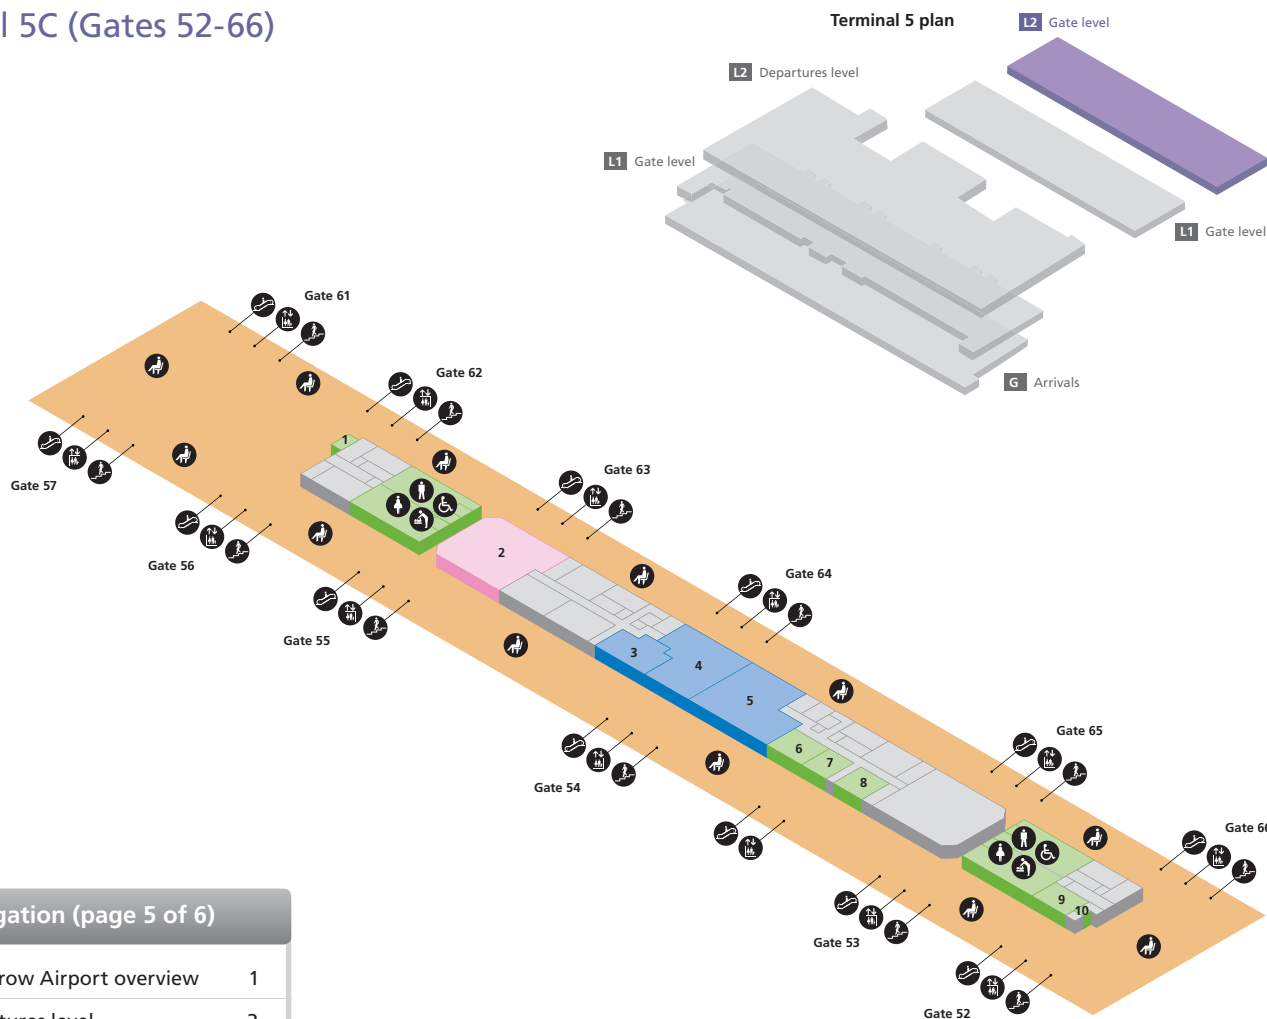 l 5C (Gates 52-66)
Terminal 5 plan
L2 Gate level
L2 Departures level
L1 Gate level
L1 Gate level
G Arrivals
Gate 61
Gate 62
Gate 63
Gate 64
Gate 65
Gate 66
Gate 57
Gate 56
Gate 55
Gate 54
Gate 53
Gate 52
1
2
3
4
5
6
7
8
9
10
gation (page 5 of 6)
row Airport overview 1